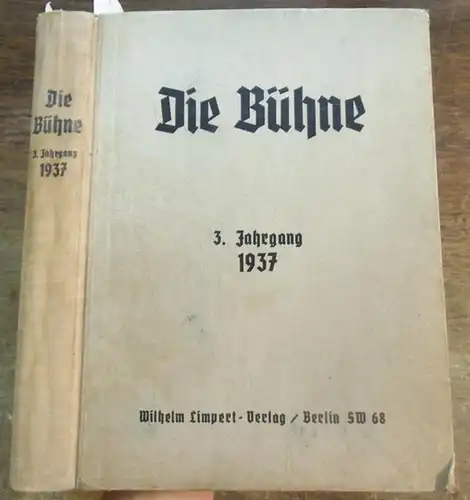 Die
Bühne
3. Jahrgang
1937
Die Bühne
3. Jahrgang
1937
Wilhelm Limpert-Verlag / Berlin SW 68